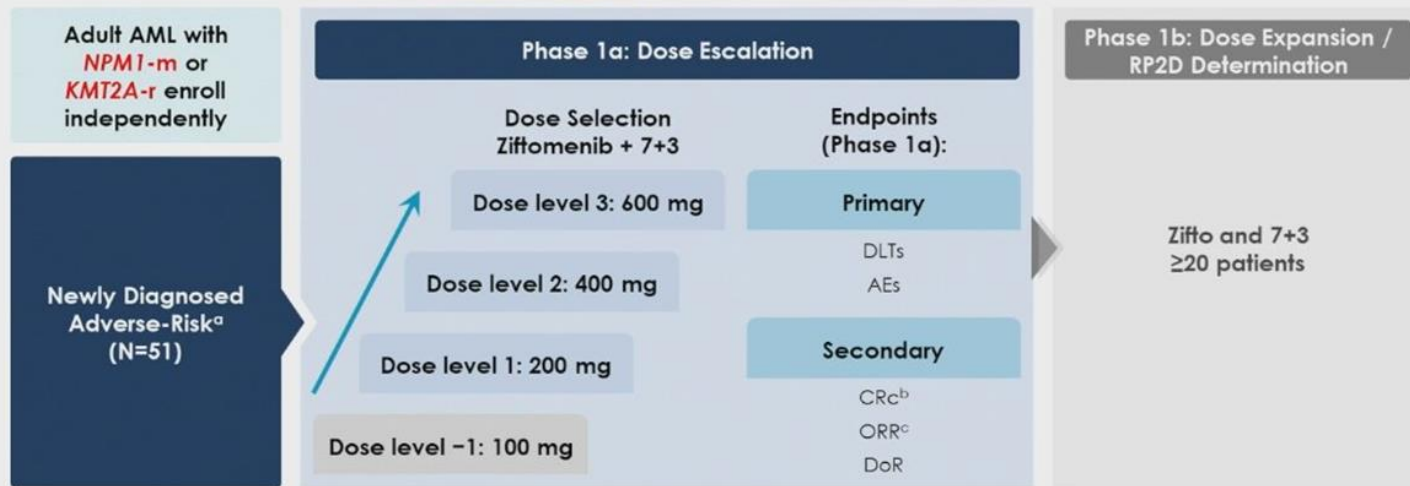 Adult AML with
NPM1-m or
KMT2A-r enroll
independently
Newly Diagnosed
Adverse-Riskᵃ
(N=51)
Phase 1a: Dose Escalation
Dose Selection
Ziftomenib + 7+3
Dose level 3: 600 mg
Dose level 2: 400 mg
Dose level 1: 200 mg
Dose level −1: 100 mg
Endpoints
(Phase 1a):
Primary
DLTs
AEs
Secondary
CRcᵇ
ORRᶜ
DoR
Phase 1b: Dose Expansion /
RP2D Determination
Zifto and 7+3
≥20 patients